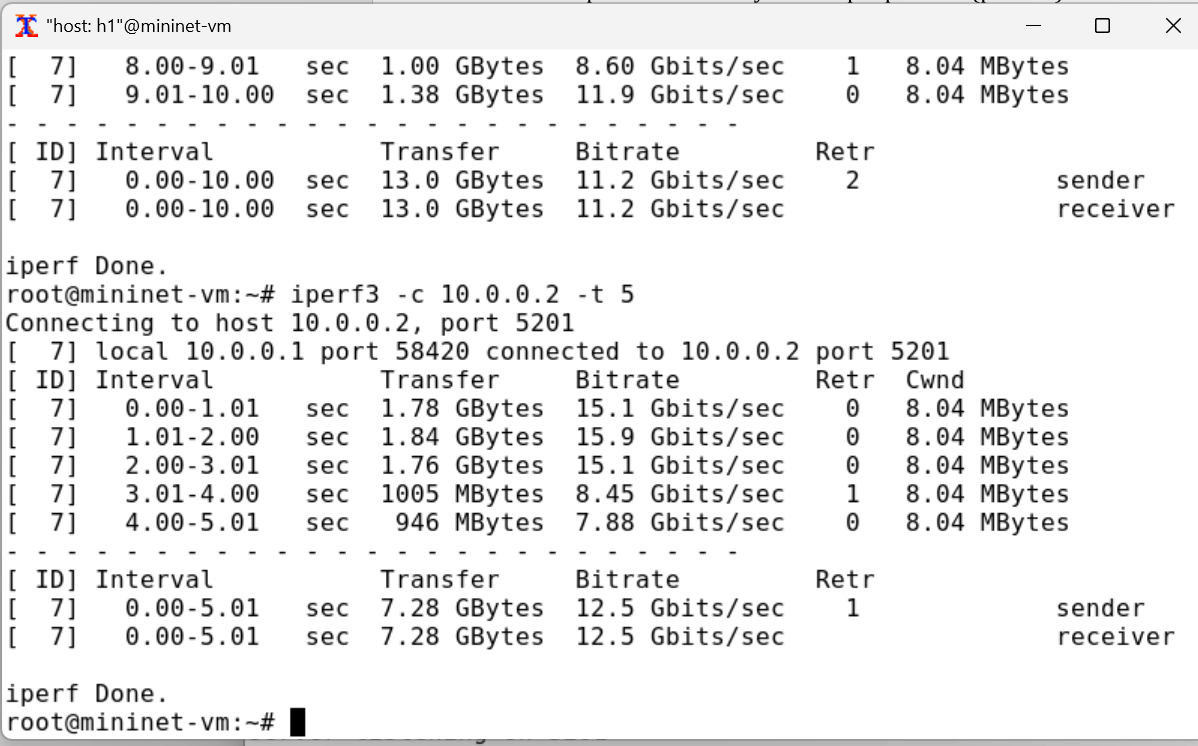 "host: h1"@mininet-vm
[  7]   8.00-9.01   sec  1.00 GBytes  8.60 Gbits/sec    1   8.04 MBytes
[  7]   9.01-10.00  sec  1.38 GBytes  11.9 Gbits/sec    0   8.04 MBytes
- - - - - - - - - - - - - - - - - - - - - - - - -
[ ID] Interval           Transfer     Bitrate         Retr
[  7]   0.00-10.00  sec  13.0 GBytes  11.2 Gbits/sec    2             sender
[  7]   0.00-10.00  sec  13.0 GBytes  11.2 Gbits/sec                  receiver
iperf Done.
root@mininet-vm:~# iperf3 -c 10.0.0.2 -t 5
Connecting to host 10.0.0.2, port 5201
[  7] local 10.0.0.1 port 58420 connected to 10.0.0.2 port 5201
[ ID] Interval           Transfer     Bitrate         Retr  Cwnd
[  7]   0.00-1.01   sec  1.78 GBytes  15.1 Gbits/sec    0   8.04 MBytes
[  7]   1.01-2.00   sec  1.84 GBytes  15.9 Gbits/sec    0   8.04 MBytes
[  7]   2.00-3.01   sec  1.76 GBytes  15.1 Gbits/sec    0   8.04 MBytes
[  7]   3.01-4.00   sec  1005 MBytes  8.45 Gbits/sec    1   8.04 MBytes
[  7]   4.00-5.01   sec   946 MBytes  7.88 Gbits/sec    0   8.04 MBytes
- - - - - - - - - - - - - - - - - - - - - - - - -
[ ID] Interval           Transfer     Bitrate         Retr
[  7]   0.00-5.01   sec  7.28 GBytes  12.5 Gbits/sec    1             sender
[  7]   0.00-5.01   sec  7.28 GBytes  12.5 Gbits/sec                  receiver
iperf Done.
root@mininet-vm:~#